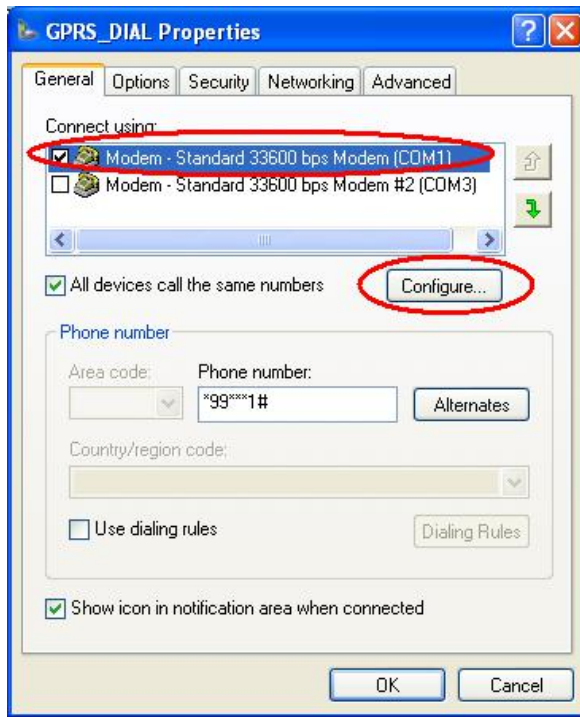 GPRS_DIAL Properties
General Options Security Networking Advanced
Connect using:
Modem - Standard 33600 bps Modem (COM1)
Modem - Standard 33600 bps Modem #2 (COM3)
All devices call the same numbers
Configure...
Phone number
Area code: Phone number:
*99***1#
Alternates
Country/region code:
Use dialing rules
Dialing Rules
Show icon in notification area when connected
OK Cancel